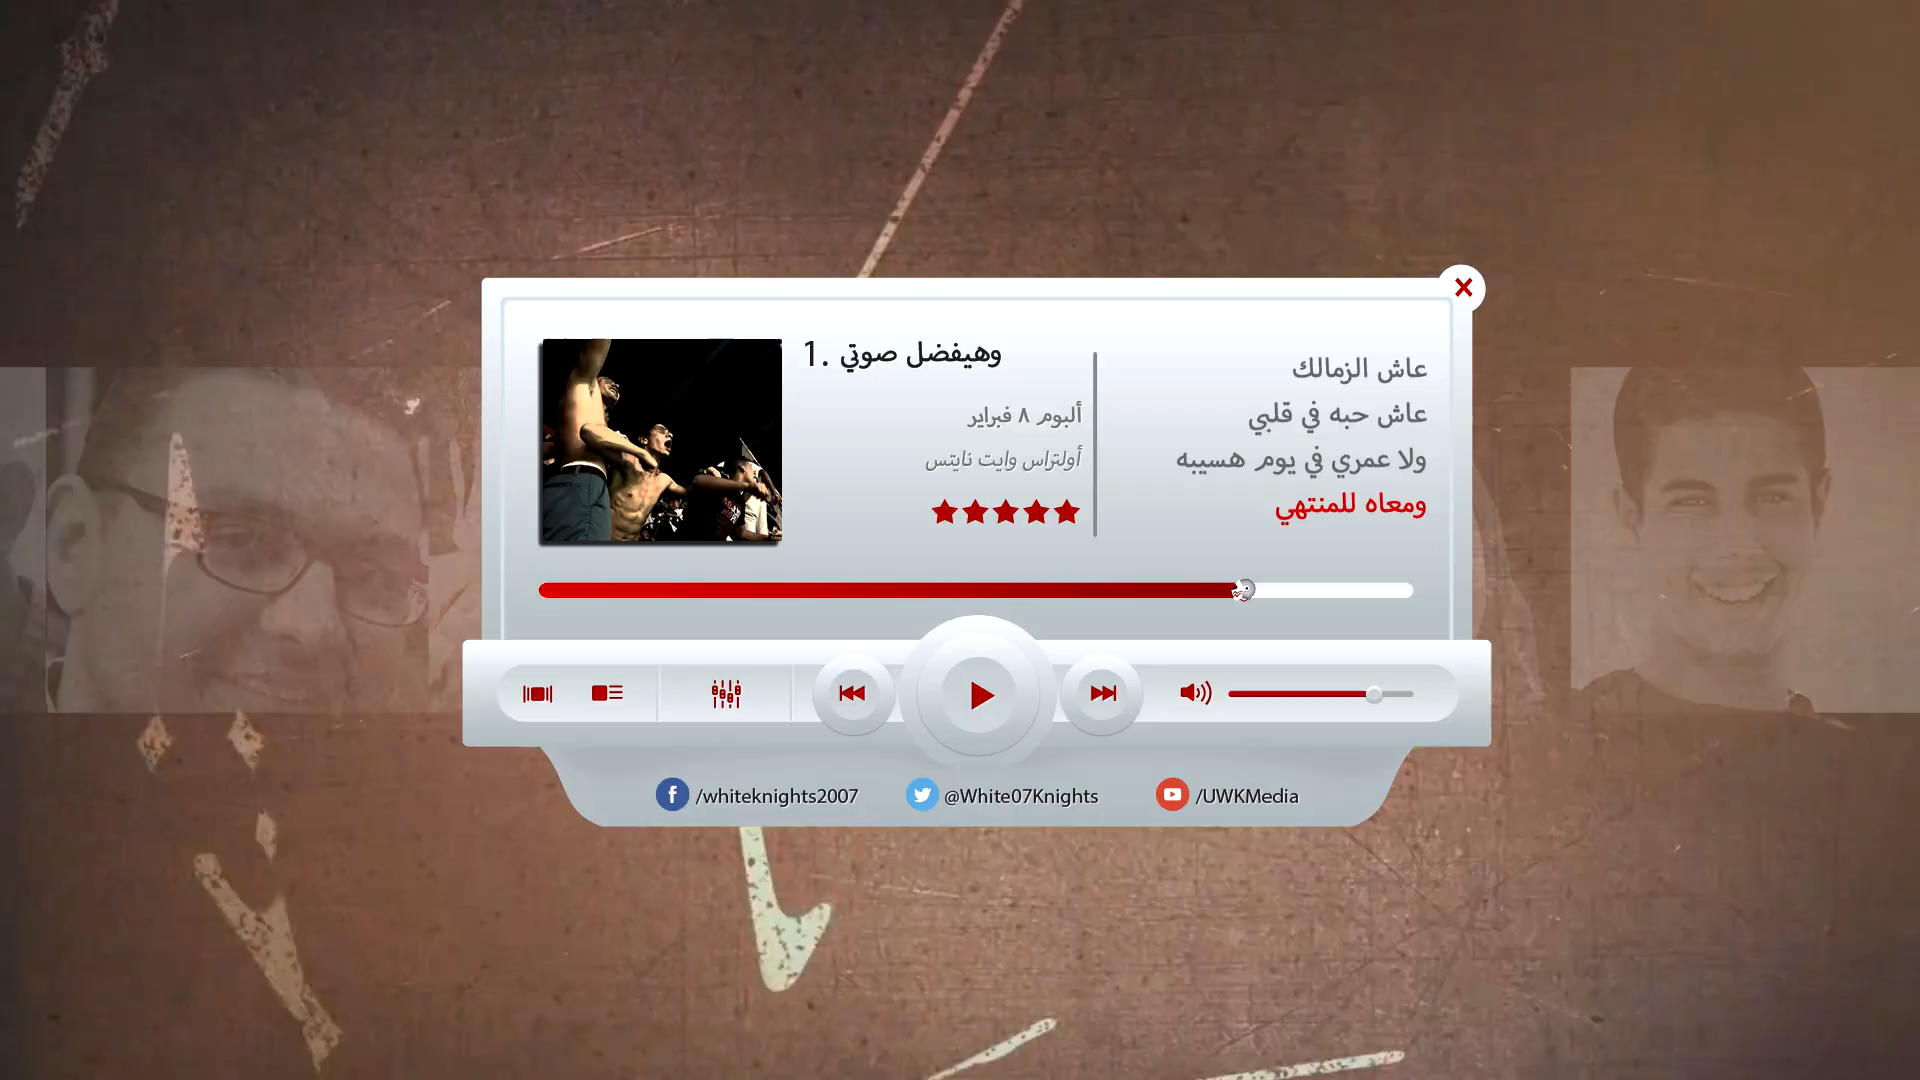 1. وهيفضل صوتي
ألبوم ٨ فبراير
أولتراس وايت نايتس
عاش الزمالك
عاش حبه في قلبي
ولا عمري في يوم هسيبه
ومعاه للمنتهي
/whiteknights2007
@White07Knights
/UWKMedia